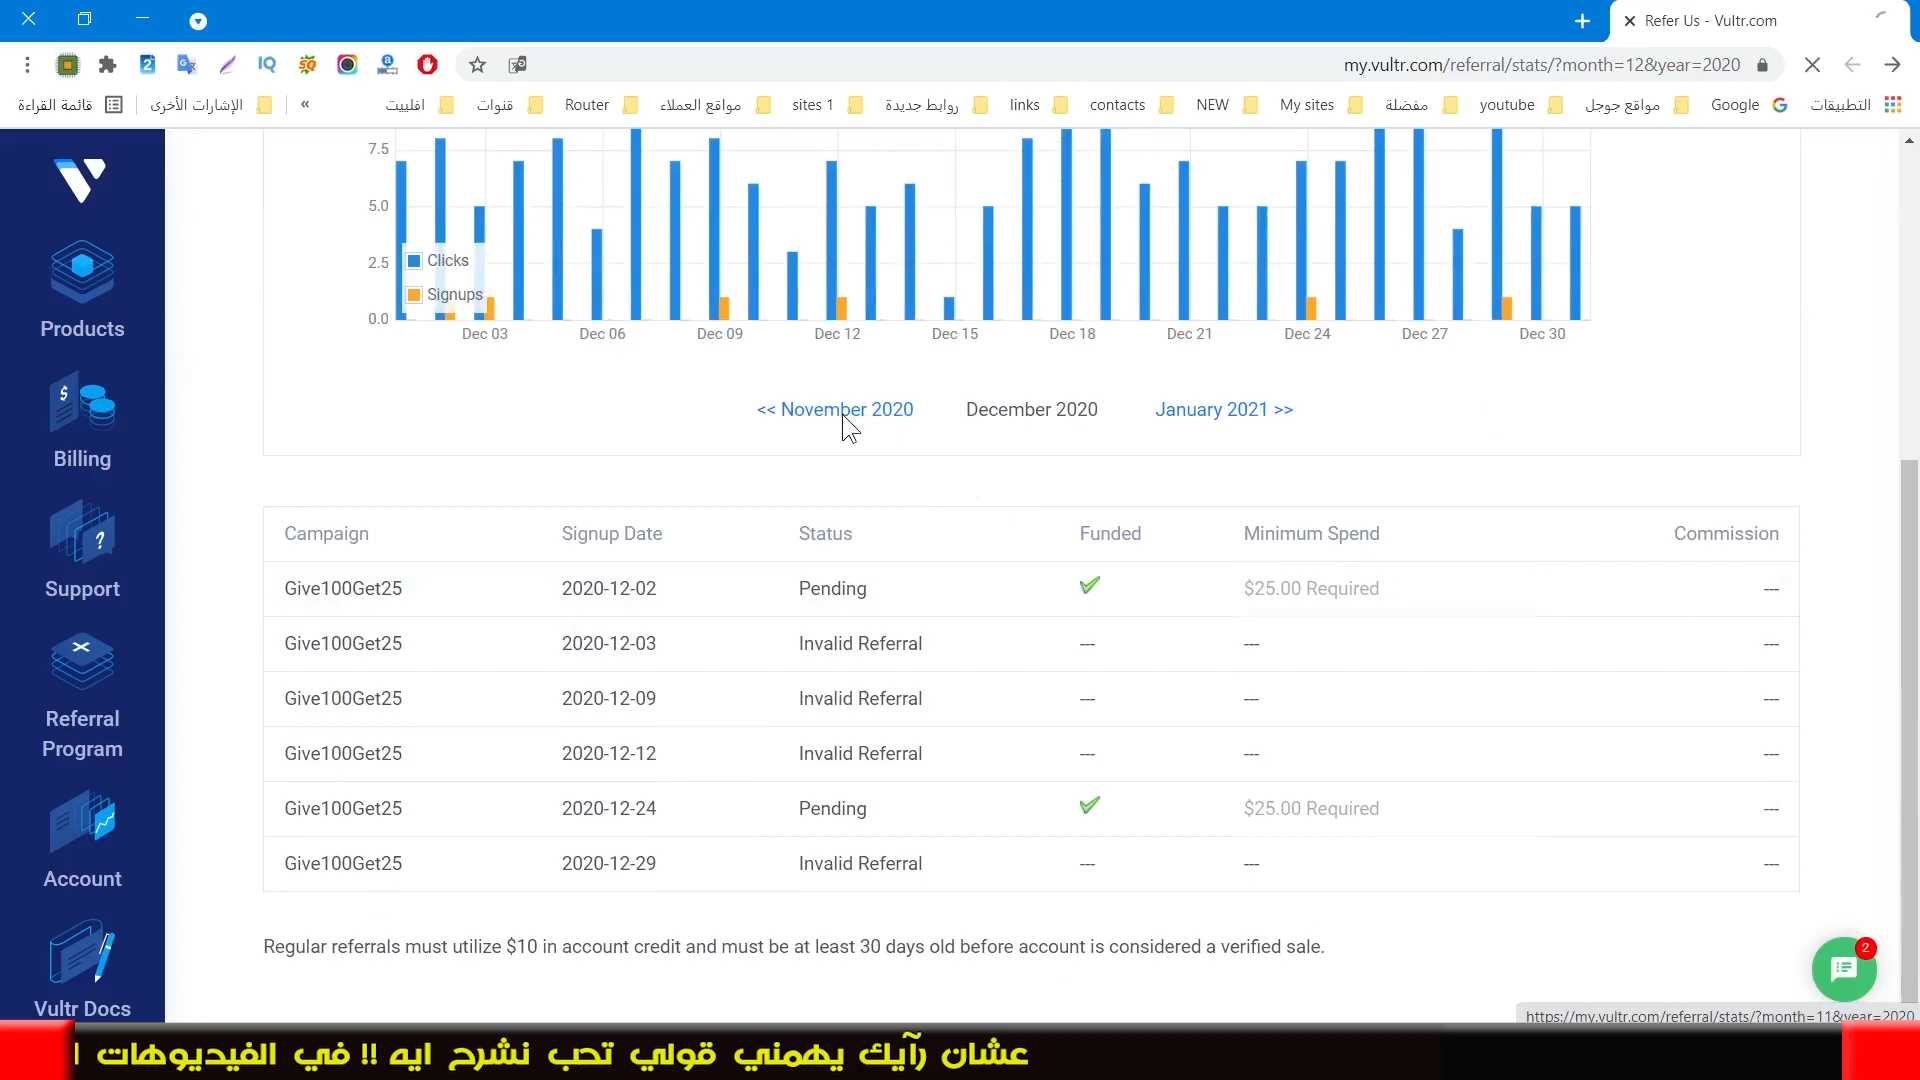 Refer Us - Vultr.com
my.vultr.com/referral/stats/?month=12&year=2020
قائمة القراءة
الإشارات الأخرى
»
افلييت
قنوات
Router
مواقع العملاء
sites 1
روابط جديدة
links
contacts
NEW
My sites
مفضلة
youtube
مواقع جوجل
Google
التطبيقات
Products
Billing
Support
Referral
Program
Account
Vultr Docs
7.5
5.0
2.5
0.0
Clicks
Signups
Dec 03 Dec 06 Dec 09 Dec 12 Dec 15 Dec 18 Dec 21 Dec 24 Dec 27 Dec 30
<< November 2020 December 2020 January 2021 >>
Campaign Signup Date Status Funded Minimum Spend Commission
Give100Get25 2020-12-02 Pending $25.00 Required ---
Give100Get25 2020-12-03 Invalid Referral --- --- ---
Give100Get25 2020-12-09 Invalid Referral --- --- ---
Give100Get25 2020-12-12 Invalid Referral --- --- ---
Give100Get25 2020-12-24 Pending $25.00 Required ---
Give100Get25 2020-12-29 Invalid Referral --- --- ---
Regular referrals must utilize $10 in account credit and must be at least 30 days old before account is considered a verified sale.
2
https://my.vultr.com/referral/stats/?month=11&year=2020
عشان رأيك يهمني قولي تحب نشرح ايه !! في الفيديوهات ا